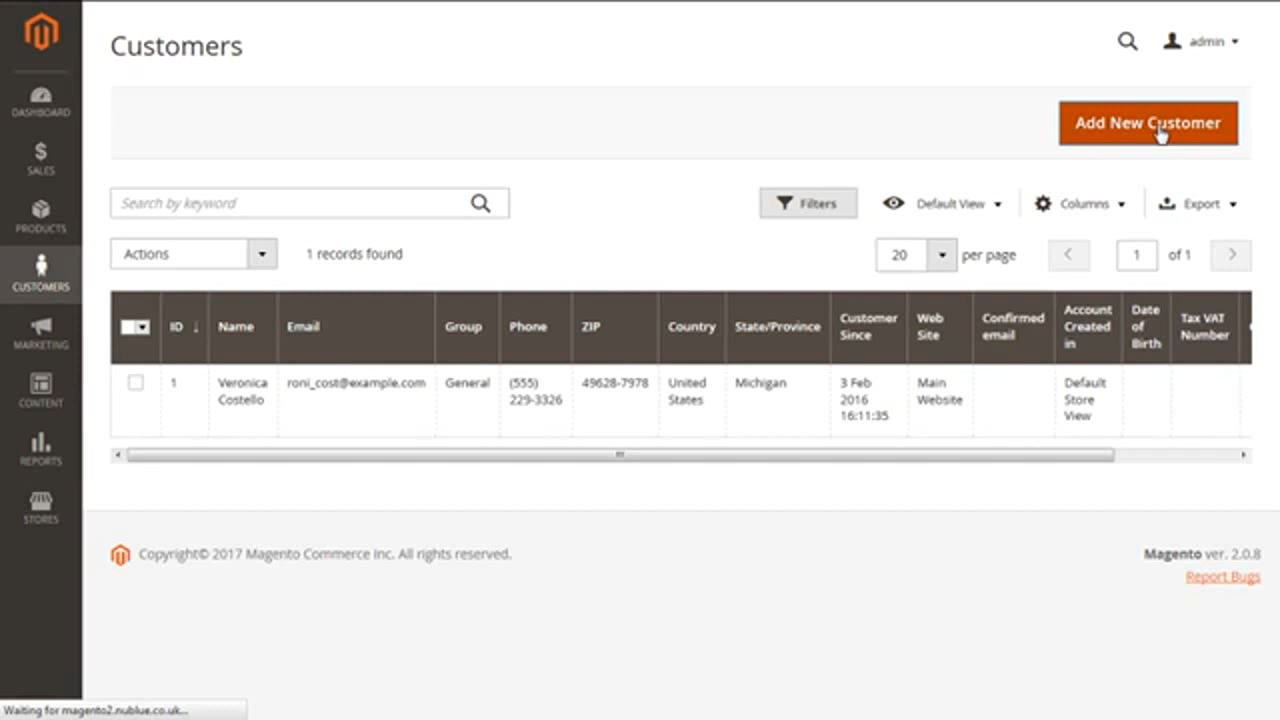 Customers
admin
Add New Customer
DASHBOARD
SALES
PRODUCTS
CUSTOMERS
MARKETING
CONTENT
REPORTS
STORES
Search by keyword
Filters
Default View
Columns
Export
Actions
1 records found
20
per page
1
of 1
ID
Name
Email
Group
Phone
ZIP
Country
State/Province
Customer Since
Web Site
Confirmed email
Account Created in
Date of Birth
Tax VAT Number
1
Veronica Costello
roni_cost@example.com
General
(555) 229-3326
49628-7978
United States
Michigan
3 Feb 2016 16:11:35
Main Website
Default Store View
Copyright© 2017 Magento Commerce Inc. All rights reserved.
Magento ver. 2.0.8
Report Bugs
Waiting for magento2.nublue.co.uk...